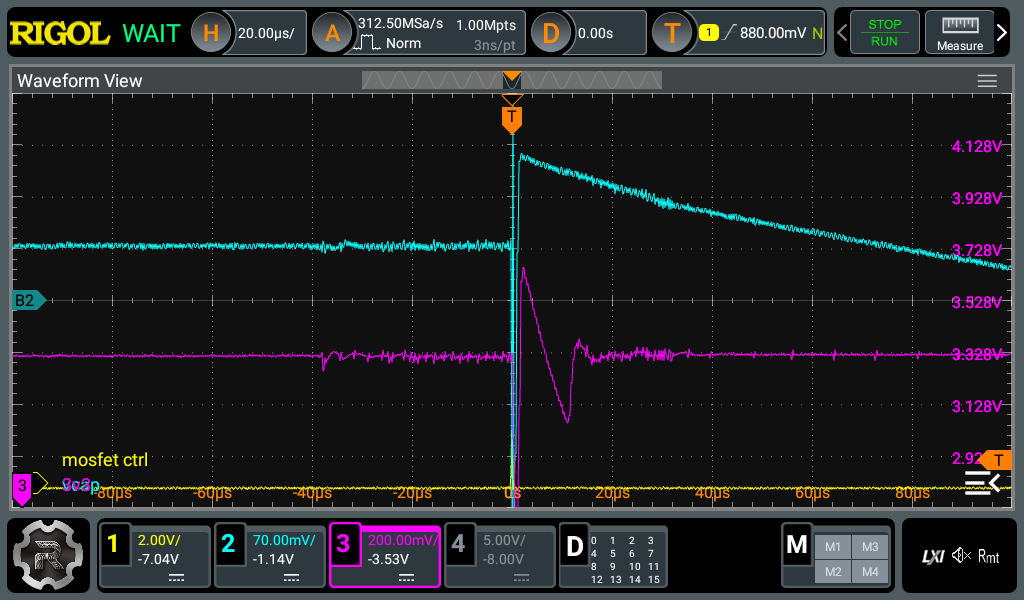 RIGOL WAIT H 20.00µs/ A 312.50MSa/s 1.00Mpts Norm 3ns/pt D 0.00s T 1 880.00mV N STOP RUN Measure
Waveform View
T
4.128V
3.928V
3.728V
B2
3.528V
3.328V
3.128V
mosfet ctrl
2.92
T
3
-80µs -60µs -40µs -20µs 0s 20µs 40µs 60µs 80µs
1 2.00V/ -7.04V
2 70.00mV/ -1.14V
3 200.00mV/ -3.53V
4 5.00V/ -8.00V
D 0 1 2 3
4 5 6 7
8 9 10 11
12 13 14 15
M M1 M3
M2 M4
LXI Rmt